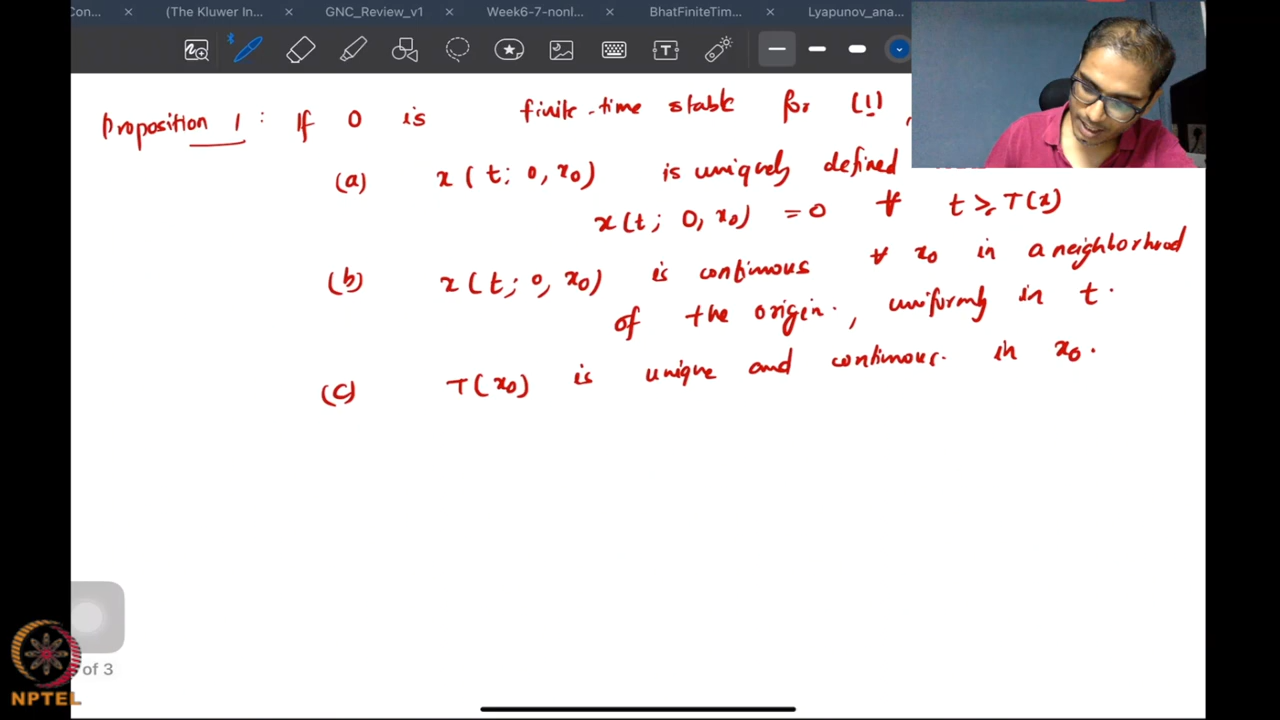 Con... (The Kluwer In... GNC_Review_v1 Week6-7-nonl... BhatFiniteTim... Lyapunov_ana...
Proposition 1 : If 0 is finite-time stable for (1),
(a) x(t; 0, x0) is uniquely defined
x(t; 0, x0) = 0 ∀ t ≥ T(x)
(b) x(t; 0, x0) is continuous ∀ x0 in a neighborhood
of the origin., uniformly in t.
(c) T(x0) is unique and continuous. in x0.
T
of 3
NPTEL